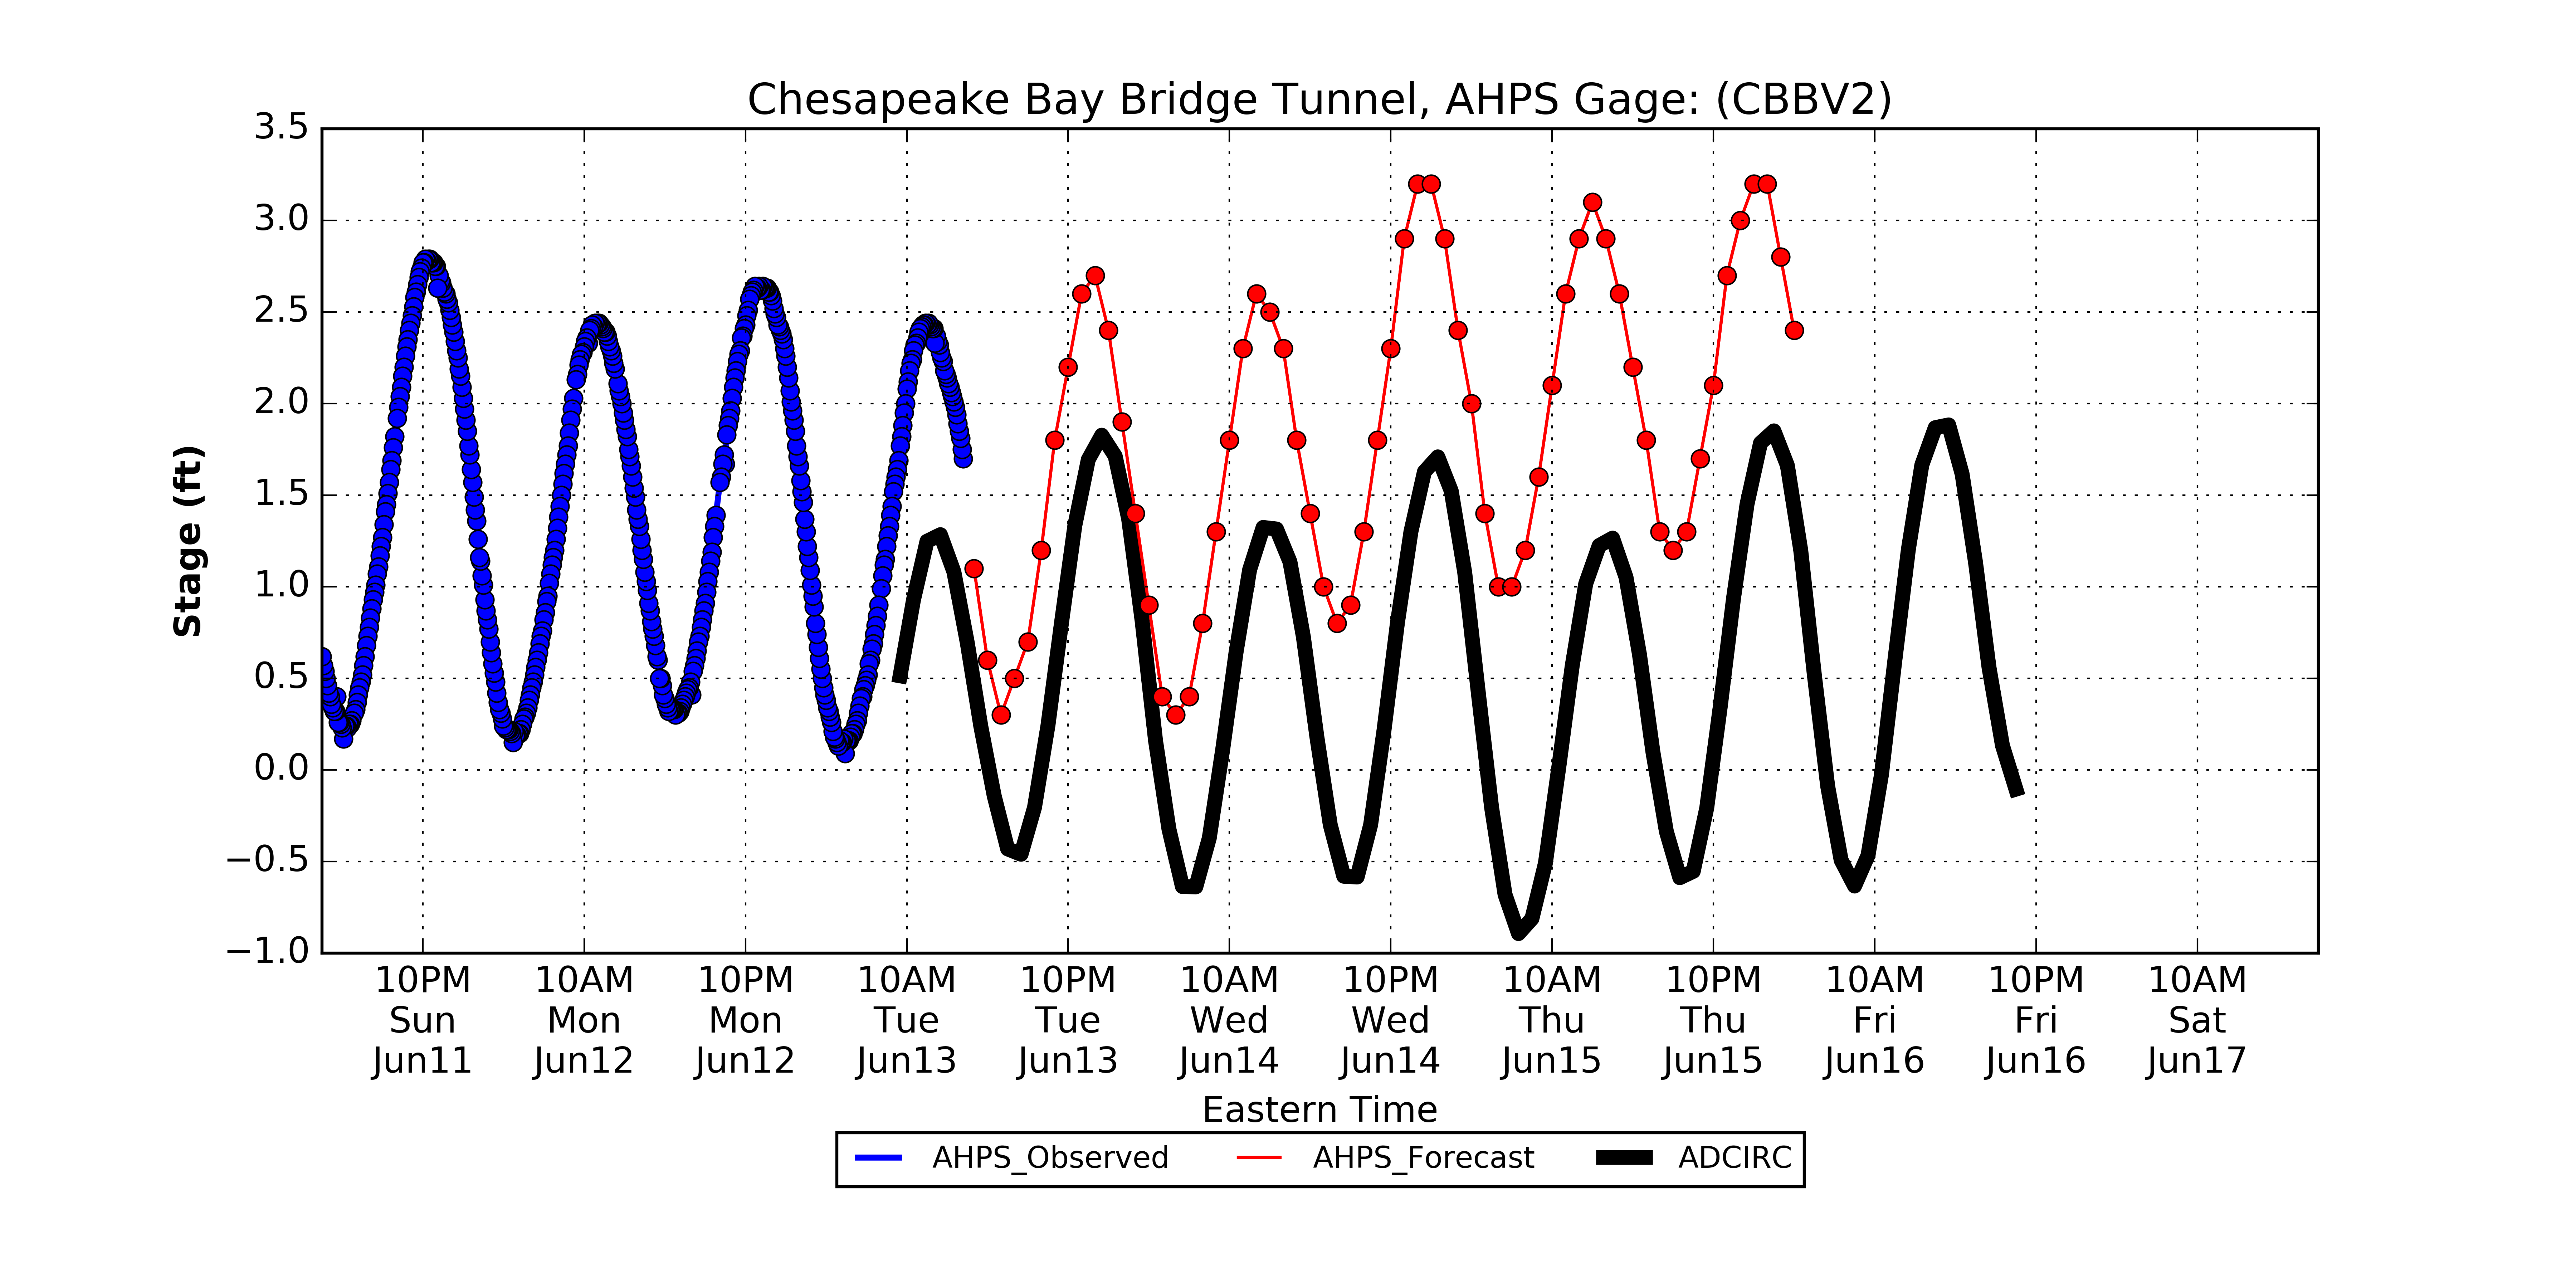 Chesapeake Bay Bridge Tunnel, AHPS Gage: (CBBV2)
3.5
3.0
2.5
2.0
1.5
1.0
0.5
0.0
−0.5
−1.0
Stage (ft)
10PM 10AM 10PM 10AM 10PM 10AM 10PM 10AM 10PM 10AM 10PM 10AM
Sun Mon Mon Tue Tue Wed Wed Thu Thu Fri Fri Sat
Jun11 Jun12 Jun12 Jun13 Jun13 Jun14 Jun14 Jun15 Jun15 Jun16 Jun16 Jun17
Eastern Time
AHPS_Observed AHPS_Forecast ADCIRC